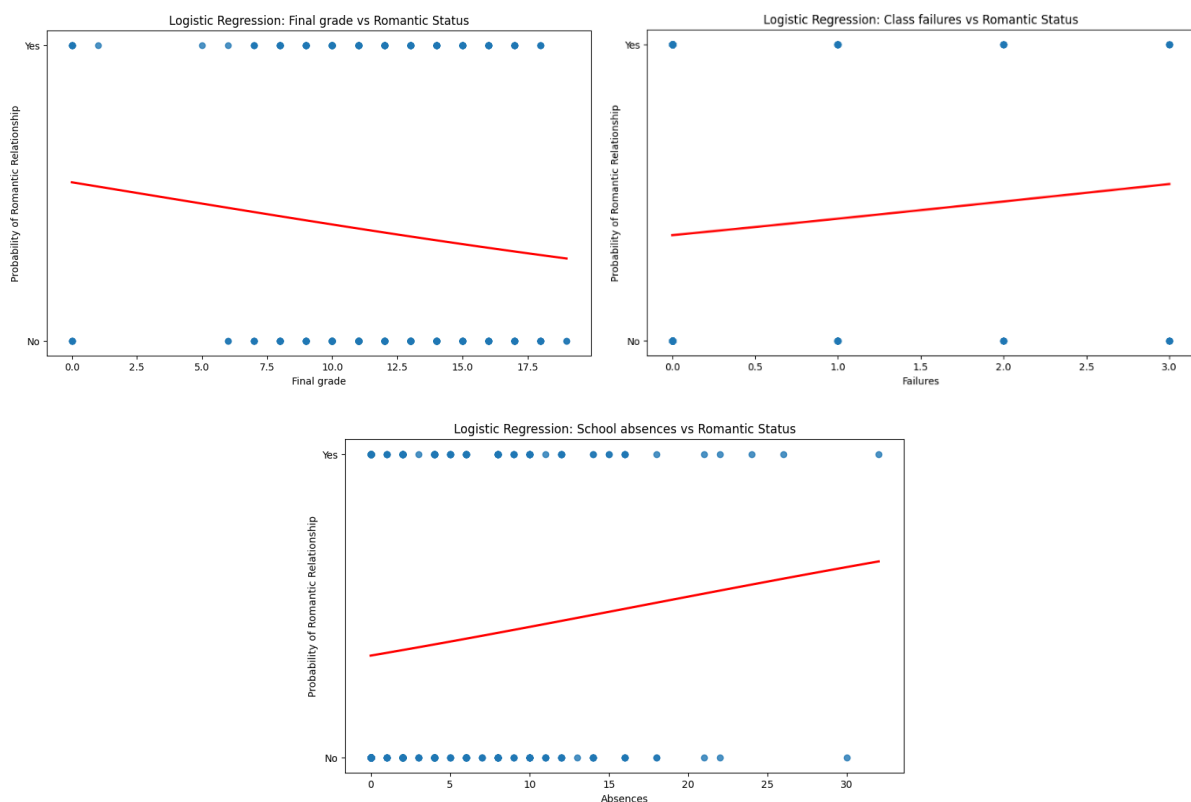 Logistic Regression: Final grade vs Romantic Status
Yes
Probability of Romantic Relationship
No
0.0 2.5 5.0 7.5 10.0 12.5 15.0 17.5
Final grade
Logistic Regression: Class failures vs Romantic Status
Yes
Probability of Romantic Relationship
No
0.0 0.5 1.0 1.5 2.0 2.5 3.0
Failures
Logistic Regression: School absences vs Romantic Status
Yes
Probability of Romantic Relationship
No
0 5 10 15 20 25 30
Absences